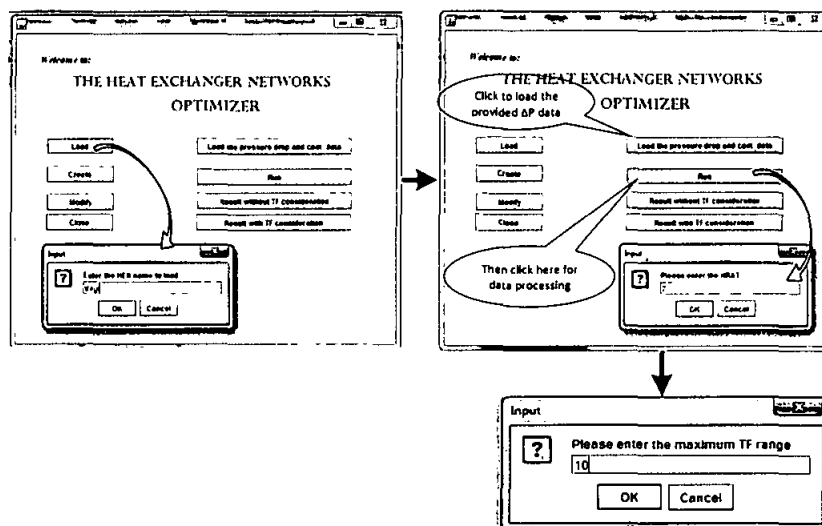 Welcome to:
THE HEAT EXCHANGER NETWORKS
OPTIMIZER
Load
Load the pressure drop and cost data
Create
Run
Modify
Result without TF consideration
Close
Result with TF consideration
Input
Enter the HEN name to load
OK
Cancel
Welcome to:
THE HEAT EXCHANGER NETWORKS
OPTIMIZER
Click to load the
provided ΔP data
Load
Load the pressure drop and cost data
Create
Run
Modify
Result without TF consideration
Close
Result with TF consideration
Then click here for
data processing
Input
Please enter the HRAT
OK
Cancel
Input
Please enter the maximum TF range
10
OK
Cancel